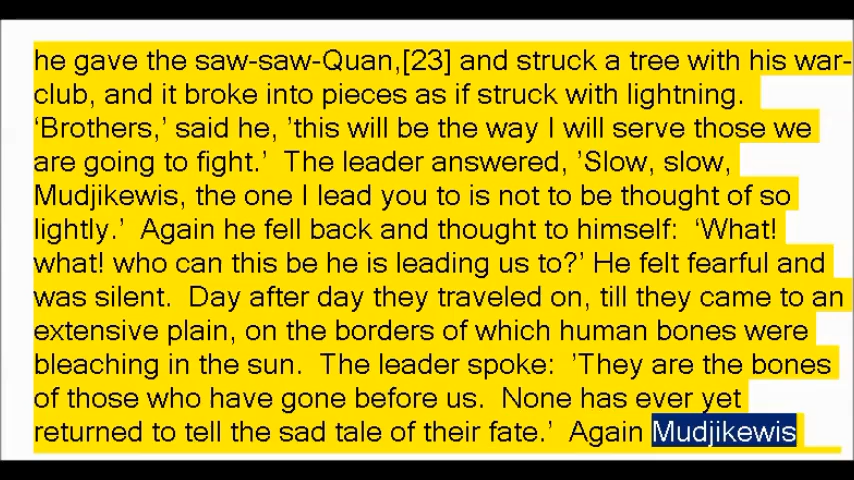 he gave the saw-saw-Quan,[23] and struck a tree with his war-
club, and it broke into pieces as if struck with lightning.
‘Brothers,’ said he, ’this will be the way I will serve those we
are going to fight.’  The leader answered, ’Slow, slow,
Mudjikewis, the one I lead you to is not to be thought of so
lightly.’  Again he fell back and thought to himself:  ‘What!
what! who can this be he is leading us to?’ He felt fearful and
was silent.  Day after day they traveled on, till they came to an
extensive plain, on the borders of which human bones were
bleaching in the sun.  The leader spoke:  ’They are the bones
of those who have gone before us.  None has ever yet
returned to tell the sad tale of their fate.’  Again Mudjikewis